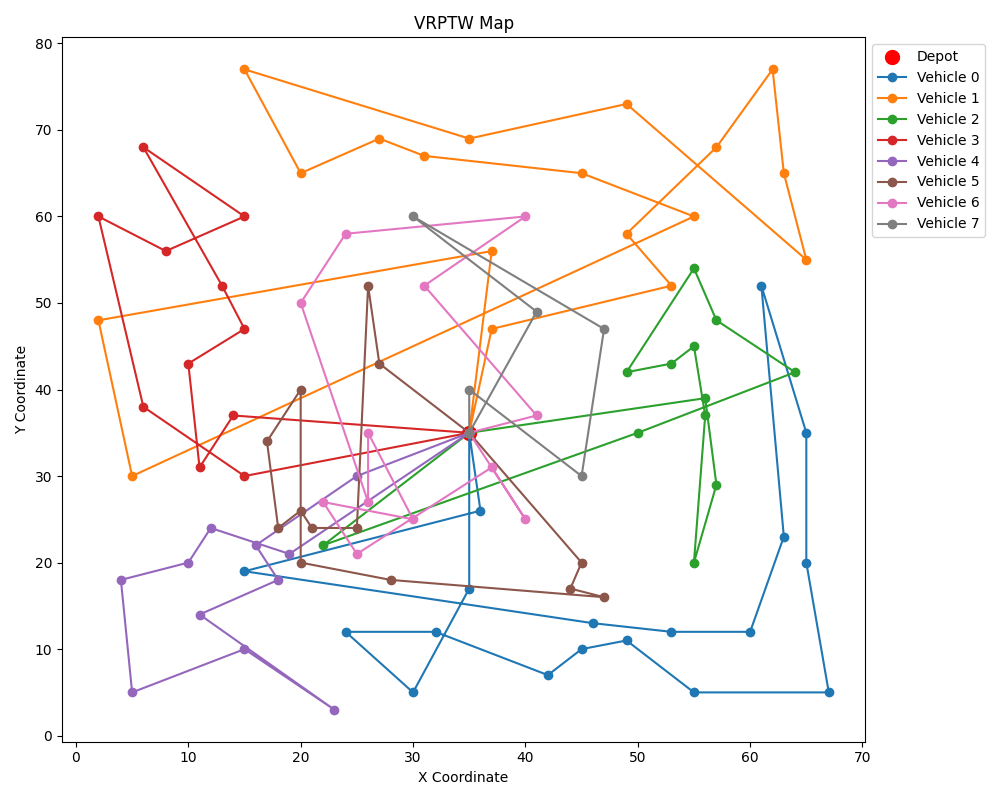 VRPTW Map
Y Coordinate
80
70
60
50
40
30
20
10
0
0 10 20 30 40 50 60 70
X Coordinate
Depot
Vehicle 0
Vehicle 1
Vehicle 2
Vehicle 3
Vehicle 4
Vehicle 5
Vehicle 6
Vehicle 7